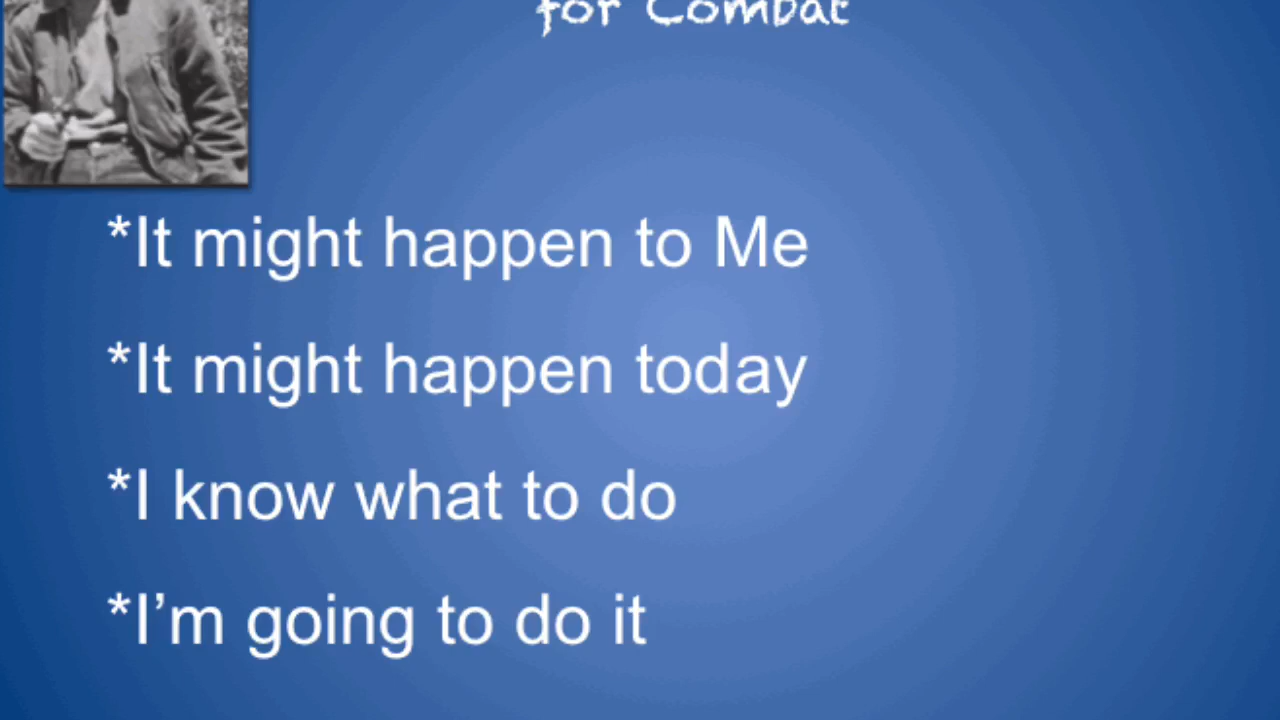 for Combat
*It might happen to Me
*It might happen today
*I know what to do
*I’m going to do it